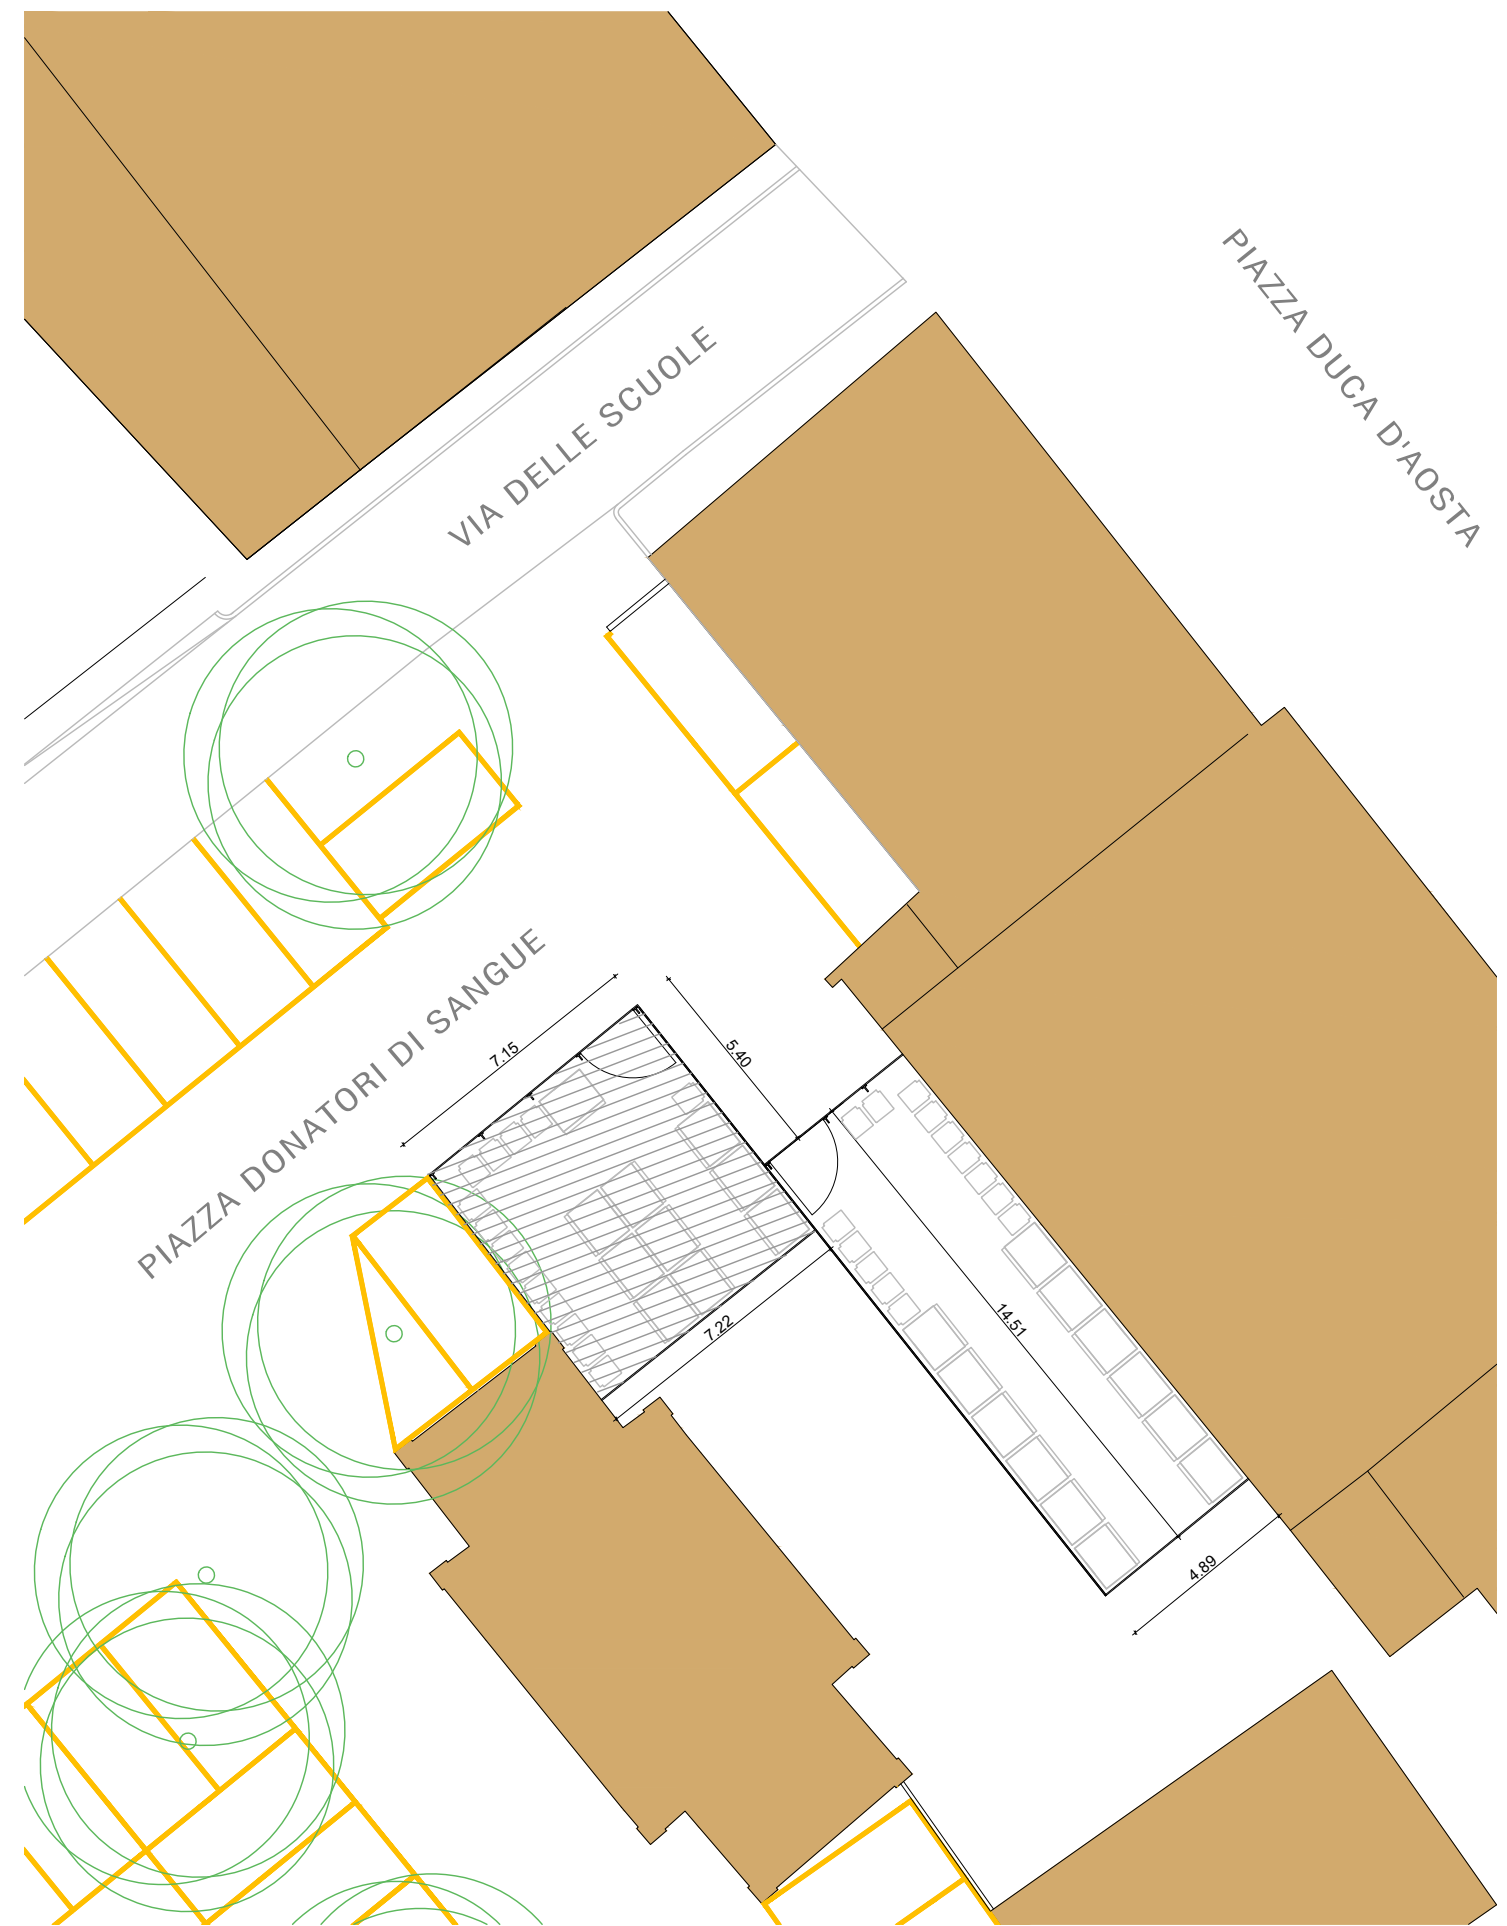 PIAZZA DUCA D'AOSTA
VIA DELLE SCUOLE
PIAZZA DONATORI DI SANGUE
7.15
5.40
7.22
14.51
4.89